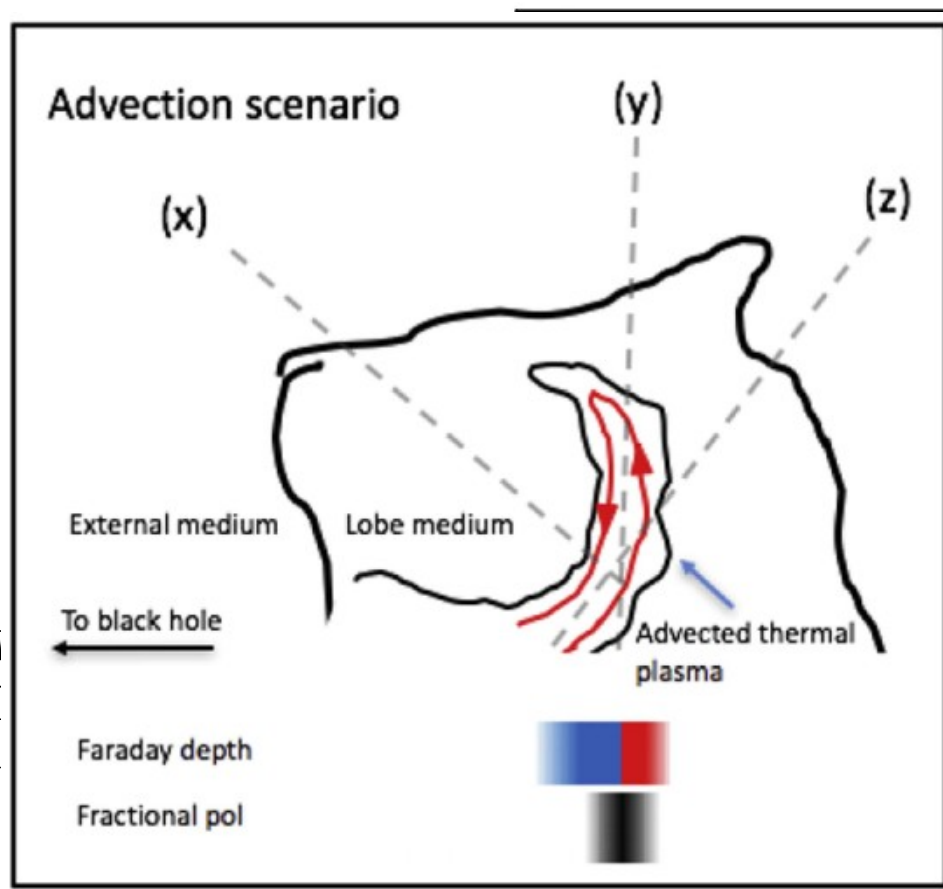 Advection scenario
(x)
(y)
(z)
External medium
Lobe medium
To black hole
Advected thermal
plasma
Faraday depth
Fractional pol